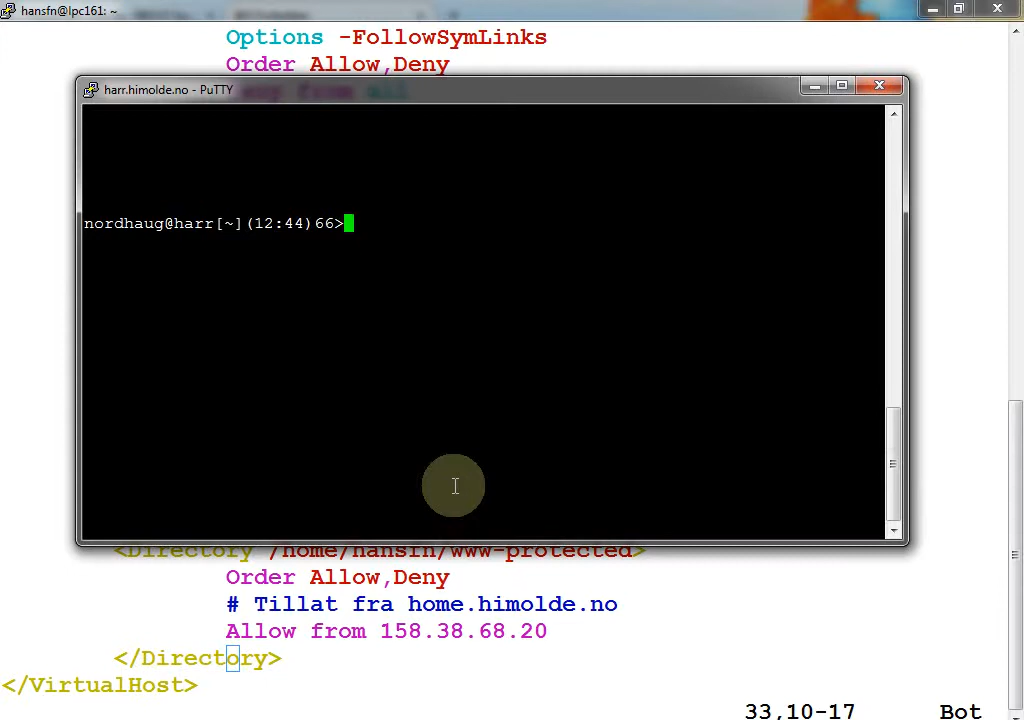 hansfn@lpc161: ~
Options -FollowSymLinks
Order Allow,Deny
harr.himolde.no - PuTTY
nordhaug@harr[~](12:44)66>
<Directory /home/hansfn/www-protected>
Order Allow,Deny
# Tillat fra home.himolde.no
Allow from 158.38.68.20
</Directory>
</VirtualHost>
33,10-17 Bot